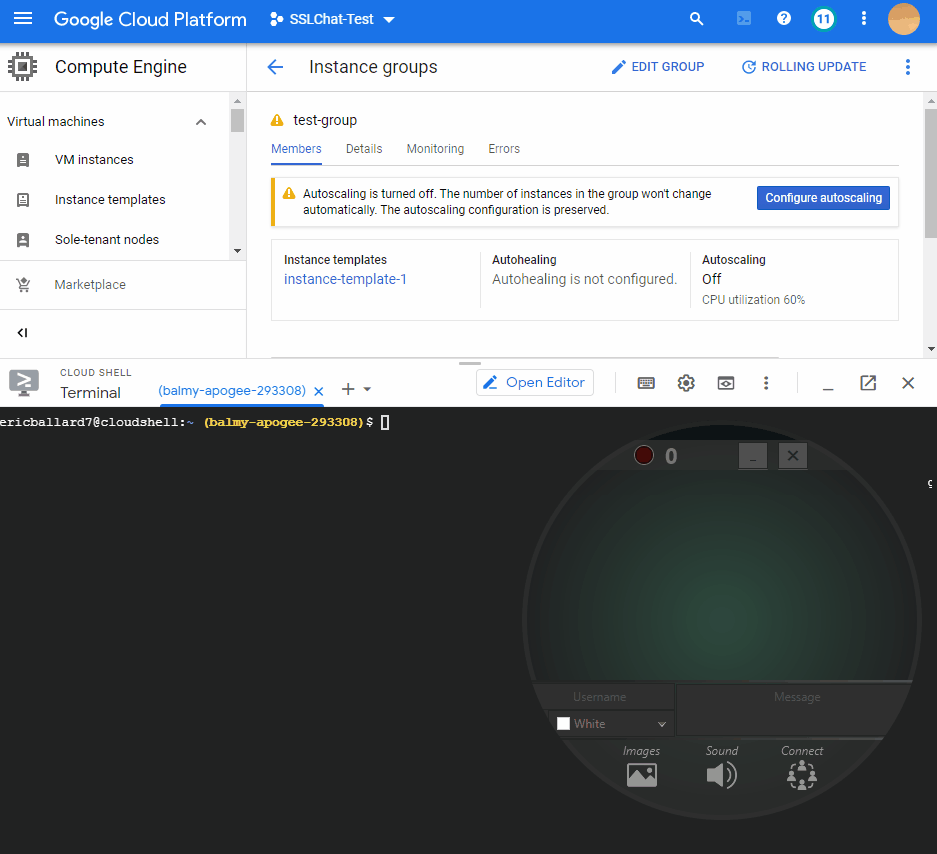 Google Cloud Platform SSLChat-Test 11
Compute Engine
Instance groups EDIT GROUP ROLLING UPDATE
Virtual machines
VM instances
Instance templates
Sole-tenant nodes
Marketplace
test-group
Members Details Monitoring Errors
Autoscaling is turned off. The number of instances in the group won't change
automatically. The autoscaling configuration is preserved.
Configure autoscaling
Instance templates Autohealing Autoscaling
instance-template-1 Autohealing is not configured. Off
CPU utilization 60%
CLOUD SHELL
Terminal (balmy-apogee-293308) Open Editor
ericballard7@cloudshell:~ (balmy-apogee-293308)$
0
g
Username Message
White
Images Sound Connect